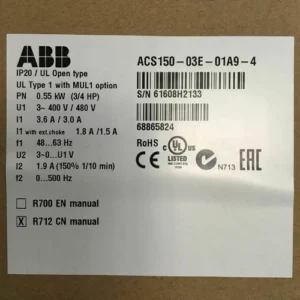 ABB
IP20 / UL Open type
UL Type 1 with MUL1 option
PN 0.55 kW (3/4 HP)
U1 3~ 400 V / 480 V
I1 3.6 A / 3.0 A
I1 with ext.choke 1.8 A /1.5 A
f1 48...63 Hz
U2 3~0...U1 V
I2 1.9 A (150% 1/10 min)
f2 0...500 Hz
R700 EN manual
X R712 CN manual
ACS150-03E-01A9-4
S/N 61608H2133
68865824
RoHS
CE
C UL US
LISTED
N713
EAC